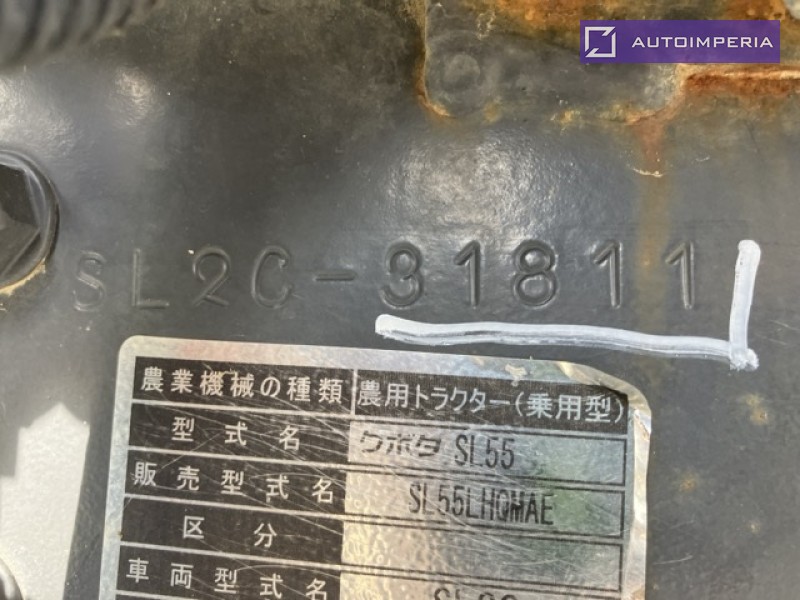 AUTOIMPERIA
SL2C-31811
農業機械の種類 農用トラクター(乗用型)
型式名 クボタ SL55
販売型式名 SL55LHQMAE
区分
車両型式名 SL2C